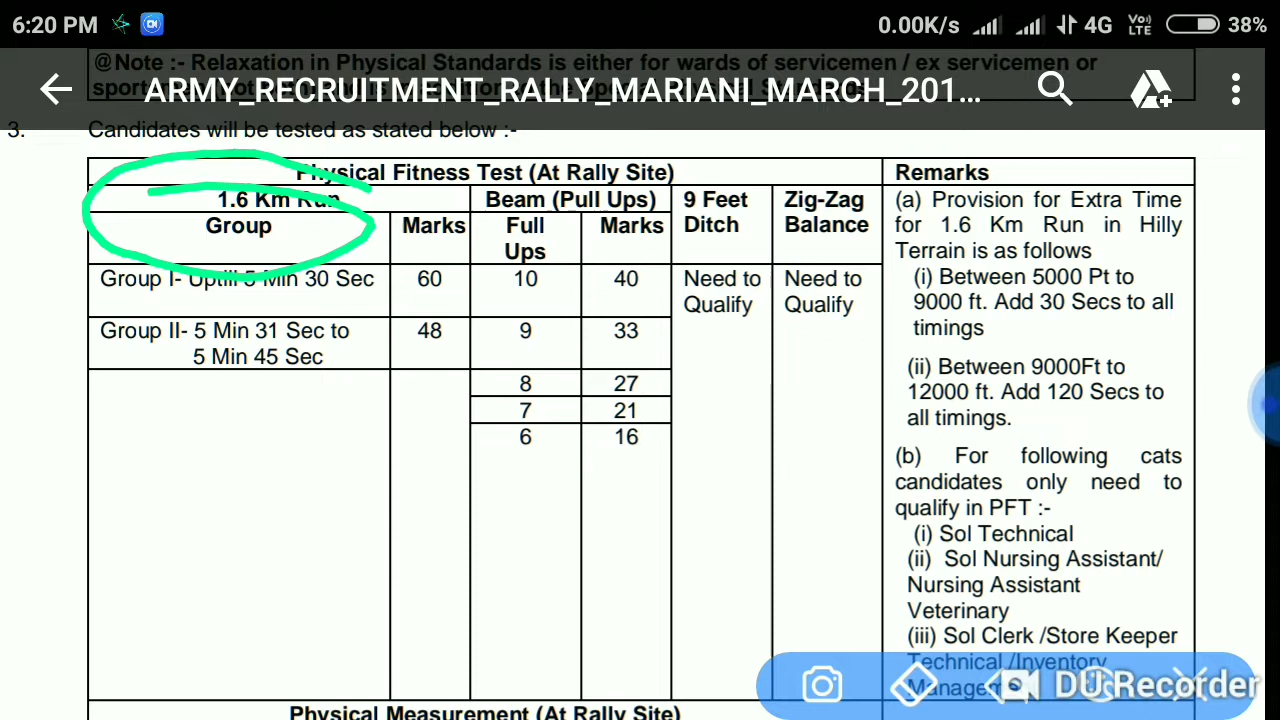 6:20 PM
0.00K/s 4G VoLTE 38%
@Note :- Relaxation in Physical Standards is either for wards of servicemen / ex servicemen or
ARMY_RECRUITMENT_RALLY_MARIANI_MARCH_201...
3. Candidates will be tested as stated below :-
Physical Fitness Test (At Rally Site) Remarks
1.6 Km Run Beam (Pull Ups) 9 Feet Ditch Zig-Zag Balance
Group Marks Full Ups Marks
Group I- Uptill 5 Min 30 Sec 60 10 40 Need to Qualify Need to Qualify
Group II- 5 Min 31 Sec to 5 Min 45 Sec 48 9 33
8 27
7 21
6 16
(a) Provision for Extra Time
for 1.6 Km Run in Hilly
Terrain is as follows
(i) Between 5000 Pt to
9000 ft. Add 30 Secs to all
timings
(ii) Between 9000Ft to
12000 ft. Add 120 Secs to
all timings.
(b) For following cats
candidates only need to
qualify in PFT :-
(i) Sol Technical
(ii) Sol Nursing Assistant/
Nursing Assistant
Veterinary
(iii) Sol Clerk /Store Keeper
Technical /Inventory
DU Recorder
Physical Measurement (At Rally Site)